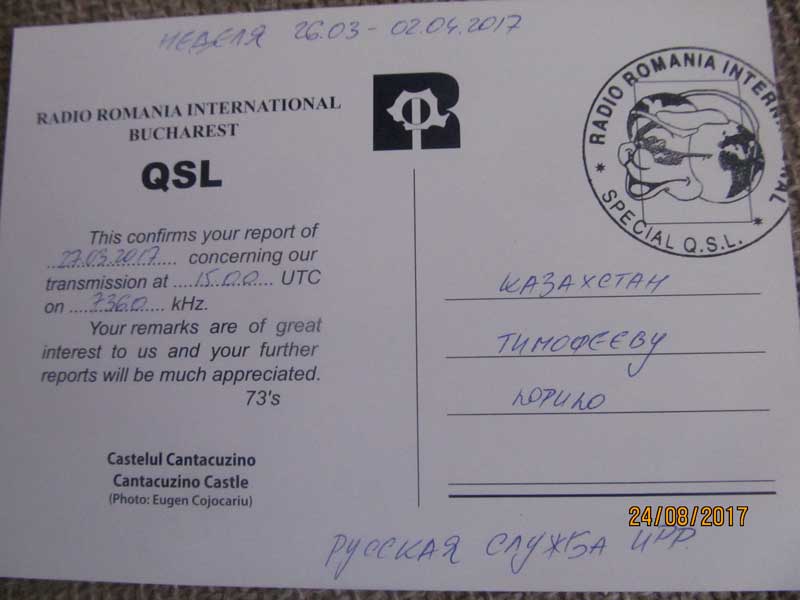 НЕДЕЛЯ 26.03 - 02.04.2017
RADIO ROMANIA INTERNATIONAL
BUCHAREST
QSL
This confirms your report of
27.03.2017 concerning our
transmission at 15.00 UTC
on 7360 kHz.
Your remarks are of great
interest to us and your further
reports will be much appreciated.
73's
Castelul Cantacuzino
Cantacuzino Castle
(Photo: Eugen Cojocariu)
R
* RADIO ROMANIA INTERNATIONAL *
SPECIAL Q.S.L.
КАЗАХСТАН
ТИМОФЕЕВУ
ЮРИЮ
24/08/2017
РУССКАЯ СЛУЖБА ИРР.